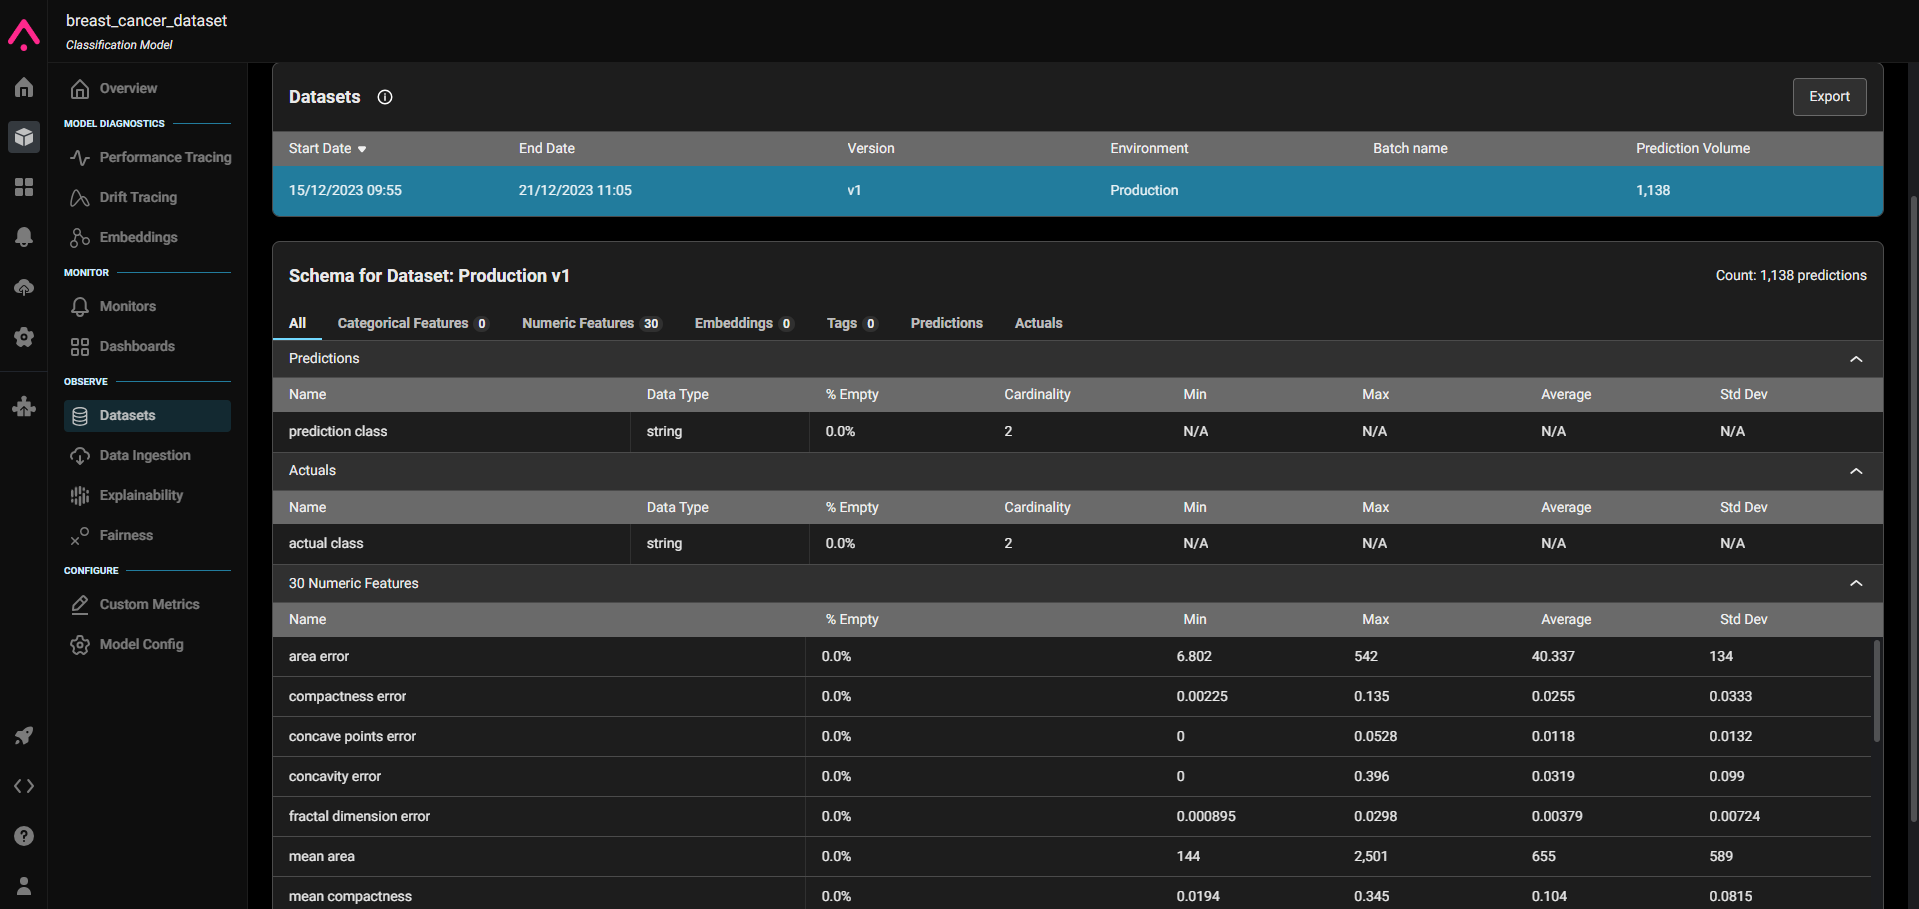 breast_cancer_dataset
Classification Model
Overview
MODEL DIAGNOSTICS
Performance Tracing
Drift Tracing
Embeddings
MONITOR
Monitors
Dashboards
OBSERVE
Datasets
Data Ingestion
Explainability
Fairness
CONFIGURE
Custom Metrics
Model Config
Datasets
Export
Start Date End Date Version Environment Batch name Prediction Volume
15/12/2023 09:55 21/12/2023 11:05 v1 Production 1,138
Schema for Dataset: Production v1
Count: 1,138 predictions
All Categorical Features 0 Numeric Features 30 Embeddings 0 Tags 0 Predictions Actuals
Predictions
Name Data Type % Empty Cardinality Min Max Average Std Dev
prediction class string 0.0% 2 N/A N/A N/A N/A
Actuals
Name Data Type % Empty Cardinality Min Max Average Std Dev
actual class string 0.0% 2 N/A N/A N/A N/A
30 Numeric Features
Name % Empty Min Max Average Std Dev
area error 0.0% 6.802 542 40.337 134
compactness error 0.0% 0.00225 0.135 0.0255 0.0333
concave points error 0.0% 0 0.0528 0.0118 0.0132
concavity error 0.0% 0 0.396 0.0319 0.099
fractal dimension error 0.0% 0.000895 0.0298 0.00379 0.00724
mean area 0.0% 144 2,501 655 589
mean compactness 0.0% 0.0194 0.345 0.104 0.0815